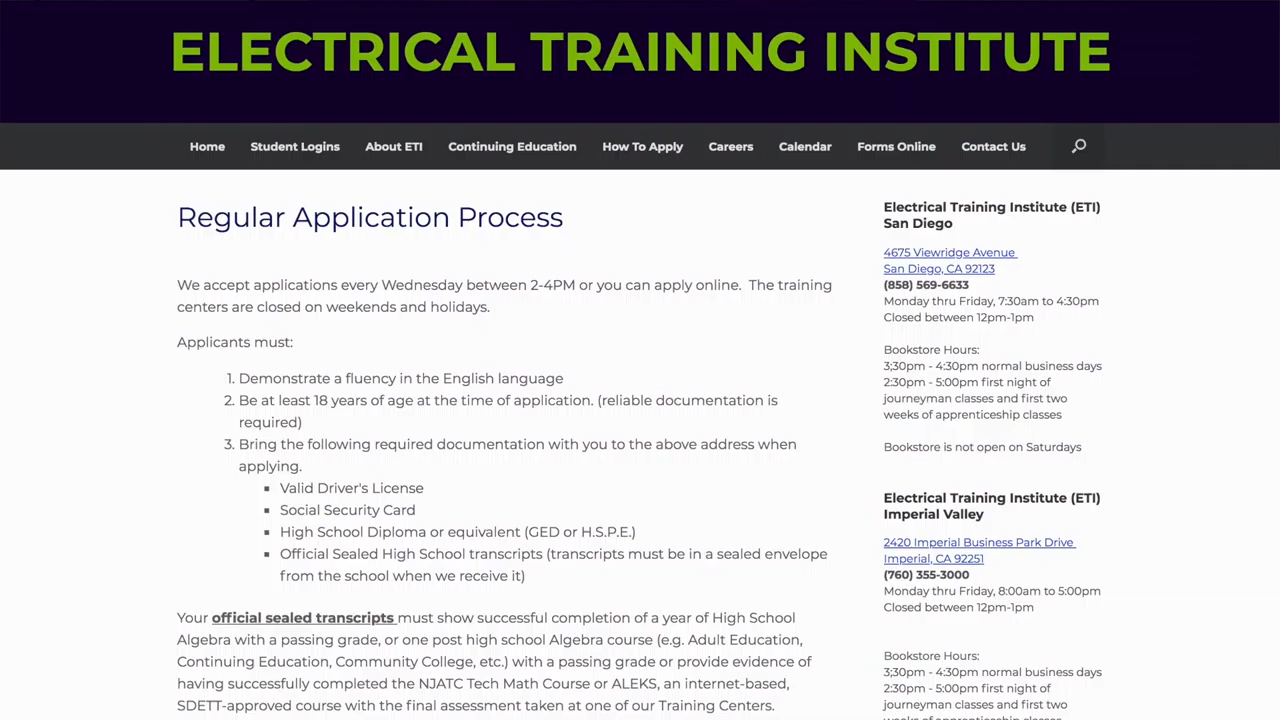 ELECTRICAL TRAINING INSTITUTE
Home Student Logins About ETI Continuing Education How To Apply Careers Calendar Forms Online Contact Us
Regular Application Process
We accept applications every Wednesday between 2-4PM or you can apply online. The training
centers are closed on weekends and holidays.
Applicants must:
1. Demonstrate a fluency in the English language
2. Be at least 18 years of age at the time of application. (reliable documentation is
required)
3. Bring the following required documentation with you to the above address when
applying.
▪ Valid Driver's License
▪ Social Security Card
▪ High School Diploma or equivalent (GED or H.S.P.E.)
▪ Official Sealed High School transcripts (transcripts must be in a sealed envelope
from the school when we receive it)
Your official sealed transcripts must show successful completion of a year of High School
Algebra with a passing grade, or one post high school Algebra course (e.g. Adult Education,
Continuing Education, Community College, etc.) with a passing grade or provide evidence of
having successfully completed the NJATC Tech Math Course or ALEKS, an internet-based,
SDETT-approved course with the final assessment taken at one of our Training Centers.
Electrical Training Institute (ETI)
San Diego
4675 Viewridge Avenue
San Diego, CA 92123
(858) 569-6633
Monday thru Friday, 7:30am to 4:30pm
Closed between 12pm-1pm
Bookstore Hours:
3;30pm - 4:30pm normal business days
2:30pm - 5:00pm first night of
journeyman classes and first two
weeks of apprenticeship classes
Bookstore is not open on Saturdays
Electrical Training Institute (ETI)
Imperial Valley
2420 Imperial Business Park Drive
Imperial, CA 92251
(760) 355-3000
Monday thru Friday, 8:00am to 5:00pm
Closed between 12pm-1pm
Bookstore Hours:
3;30pm - 4:30pm normal business days
2:30pm - 5:00pm first night of
journeyman classes and first two
weeks of apprenticeship classes